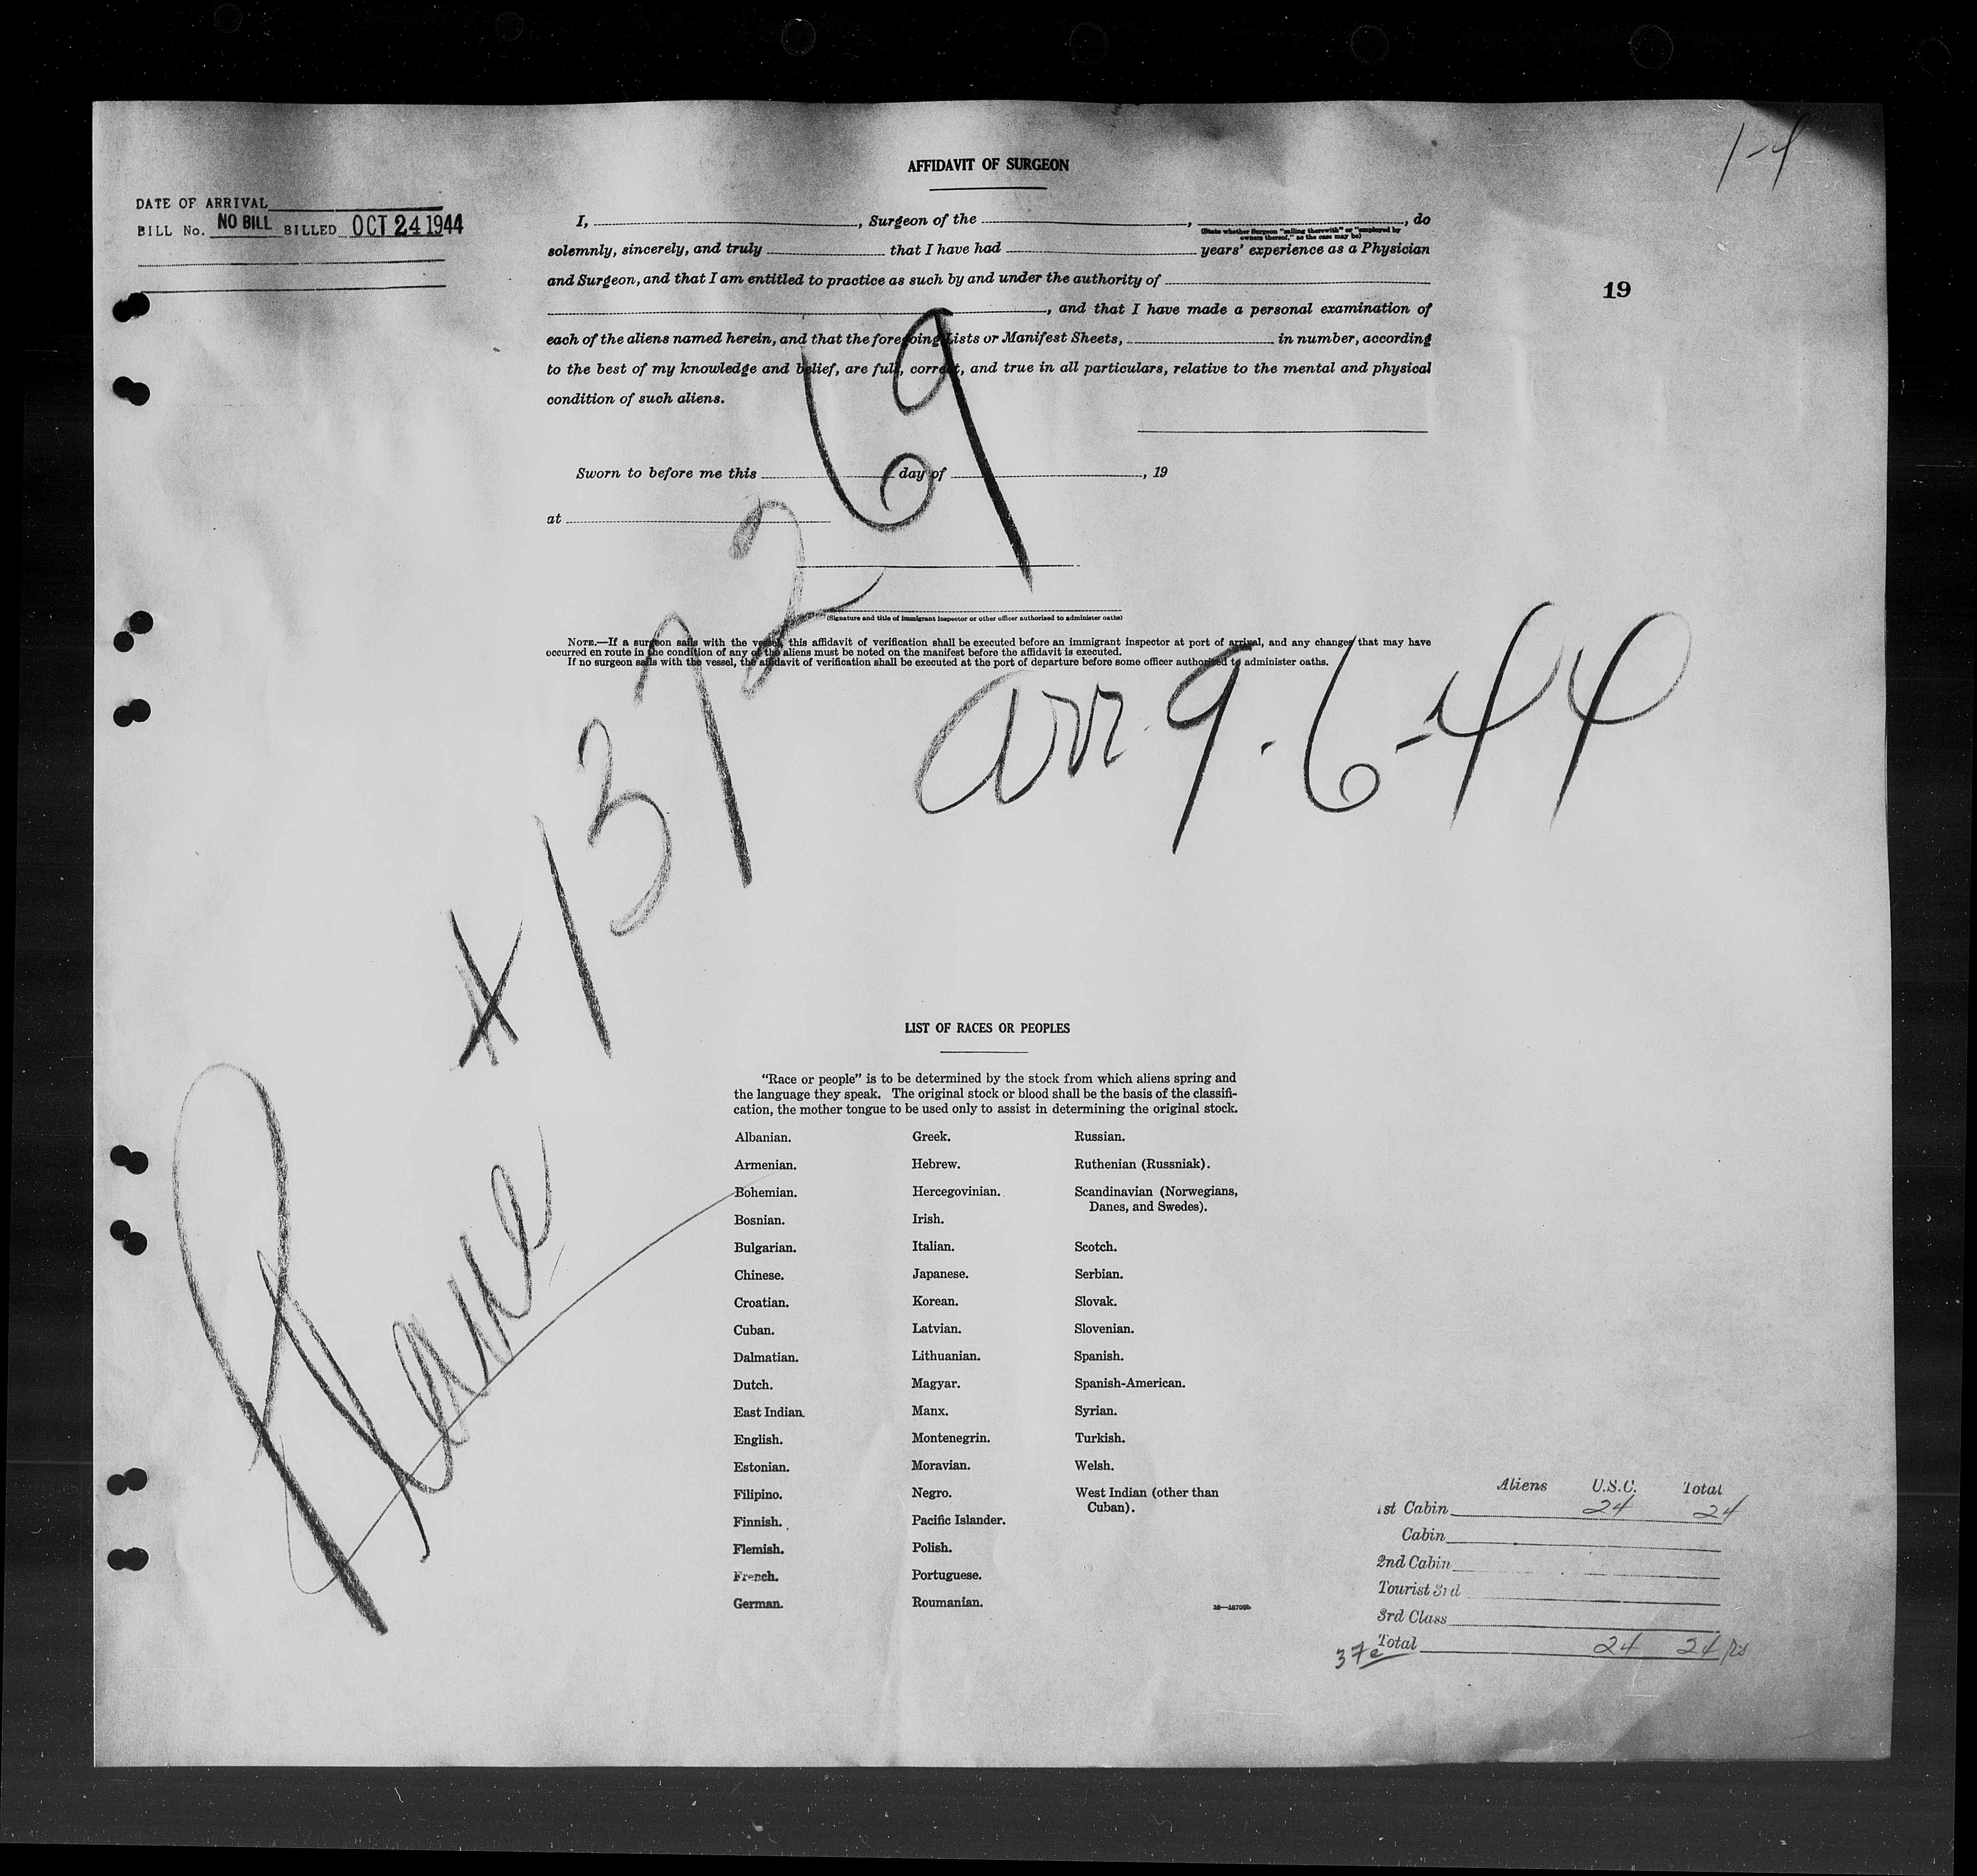 1-4
AFFIDAVIT OF SURGEON
DATE OF ARRIVAL
BILL No. NO BILL BILLED OCT 24 1944
I, , Surgeon of the , , do
(State whether Surgeon "sailing therewith" or "employed by
owners thereof," as the case may be)
solemnly, sincerely, and truly that I have had years' experience as a Physician
and Surgeon, and that I am entitled to practice as such by and under the authority of
19
, and that I have made a personal examination of
each of the aliens named herein, and that the foregoing Lists or Manifest Sheets, in number, according
to the best of my knowledge and belief, are full, correct, and true in all particulars, relative to the mental and physical
condition of such aliens.
Sworn to before me this day of , 19
at
(Signature and title of immigrant inspector or other officer authorized to administer oaths)
NOTE.—If a surgeon sails with the vessel, this affidavit of verification shall be executed before an immigrant inspector at port of arrival, and any changes that may have
occurred en route in the condition of any of the aliens must be noted on the manifest before the affidavit is executed.
If no surgeon sails with the vessel, the affidavit of verification shall be executed at the port of departure before some officer authorized to administer oaths.
Plane # 137269
arr. 9-6-44
LIST OF RACES OR PEOPLES
"Race or people" is to be determined by the stock from which aliens spring and
the language they speak. The original stock or blood shall be the basis of the classifi-
cation, the mother tongue to be used only to assist in determining the original stock.
Albanian. Greek. Russian.
Armenian. Hebrew. Ruthenian (Russniak).
Bohemian. Hercegovinian. Scandinavian (Norwegians,
Danes, and Swedes).
Bosnian. Irish.
Bulgarian. Italian. Scotch.
Chinese. Japanese. Serbian.
Croatian. Korean. Slovak.
Cuban. Latvian. Slovenian.
Dalmatian. Lithuanian. Spanish.
Dutch. Magyar. Spanish-American.
East Indian. Manx. Syrian.
English. Montenegrin. Turkish.
Estonian. Moravian. Welsh.
Filipino. Negro. West Indian (other than
Cuban).
Finnish. Pacific Islander.
Flemish. Polish.
French. Portuguese.
German. Roumanian.
Aliens U.S.C. Total
1st Cabin 24 24
Cabin
2nd Cabin
Tourist 3rd
3rd Class
Total 24 24
37e